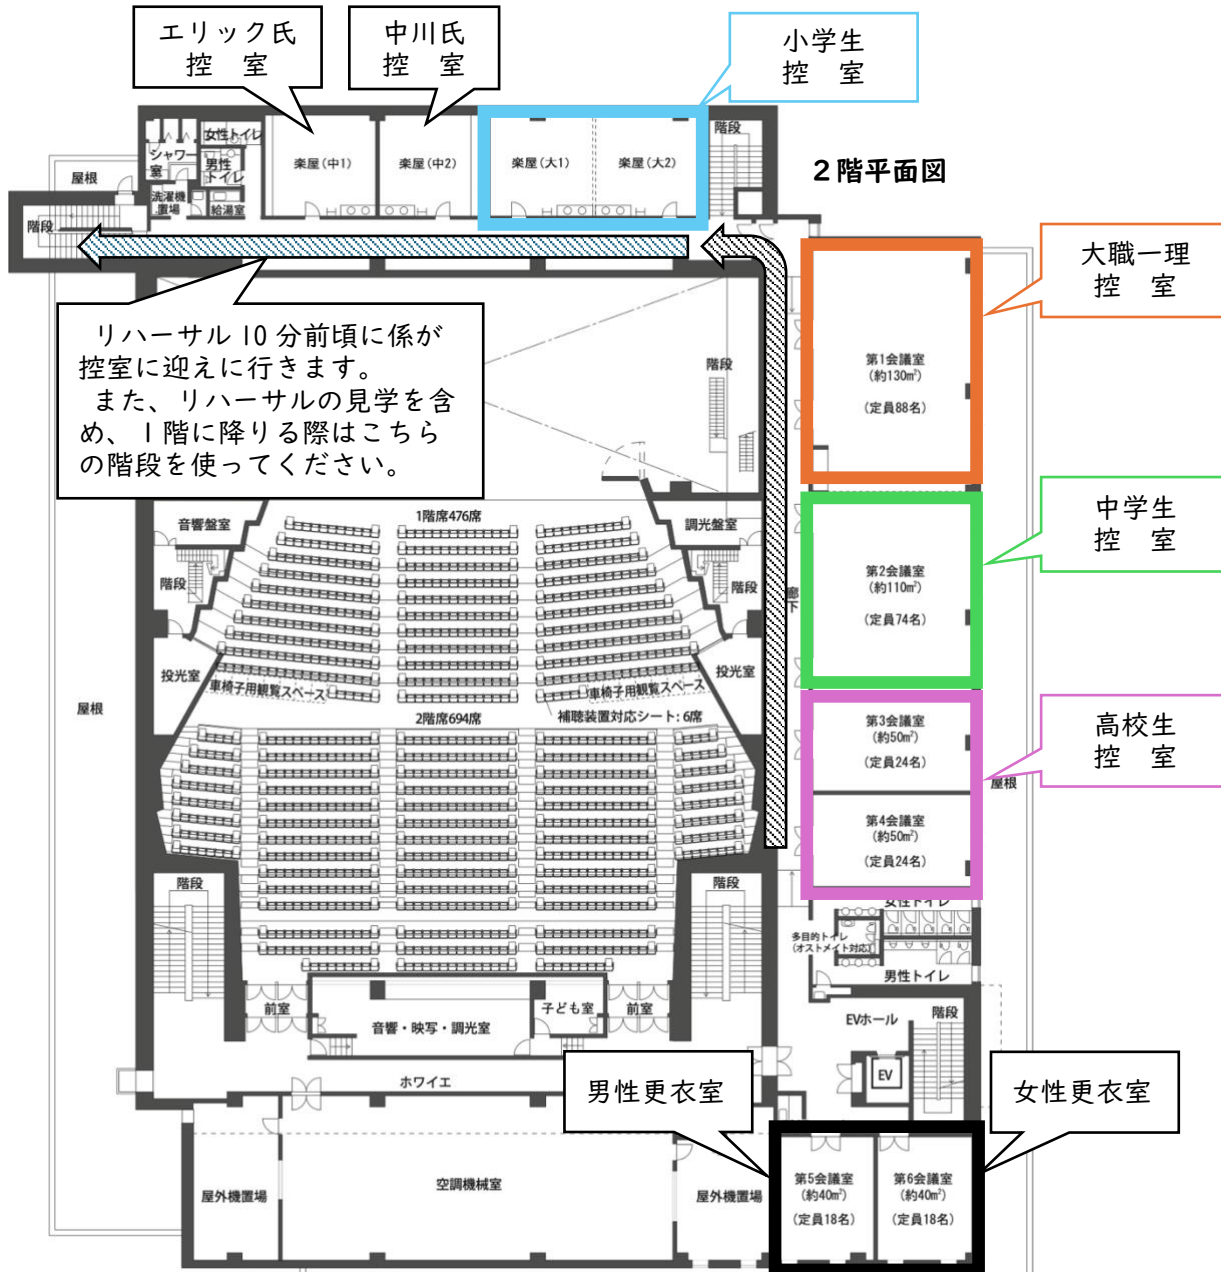 エリック氏
控　室
中川氏
控　室
小学生
控　室
女性トイレ
シャワー
室
男性
トイレ
洗濯機
置場
給湯室
楽屋(中1)
楽屋(中2)
楽屋(大1)
楽屋(大2)
階段
2階平面図
屋根
階段
大職一理
控　室
リハーサル10分前頃に係が
控室に迎えに行きます。
また、リハーサルの見学を含
め、1階に降りる際はこちら
の階段を使ってください。
階段
第1会議室
(約130㎡)
(定員88名)
中学生
控　室
音響盤室
1階席476席
調光盤室
階段
階段
廊下
第2会議室
(約110㎡)
(定員74名)
投光室
投光室
車椅子用観覧スペース
車椅子用観覧スペース
補聴装置対応シート:6席
2階席694席
屋根
第3会議室
(約50㎡)
(定員24名)
高校生
控　室
屋根
第4会議室
(約50㎡)
(定員24名)
階段
階段
女性トイレ
多目的トイレ
(オストメイト対応)
男性トイレ
前室
音響・映写・調光室
子ども室
前室
EVホール
階段
EV
ホワイエ
男性更衣室
女性更衣室
屋外機置場
空調機械室
屋外機置場
第5会議室
(約40㎡)
(定員18名)
第6会議室
(約40㎡)
(定員18名)